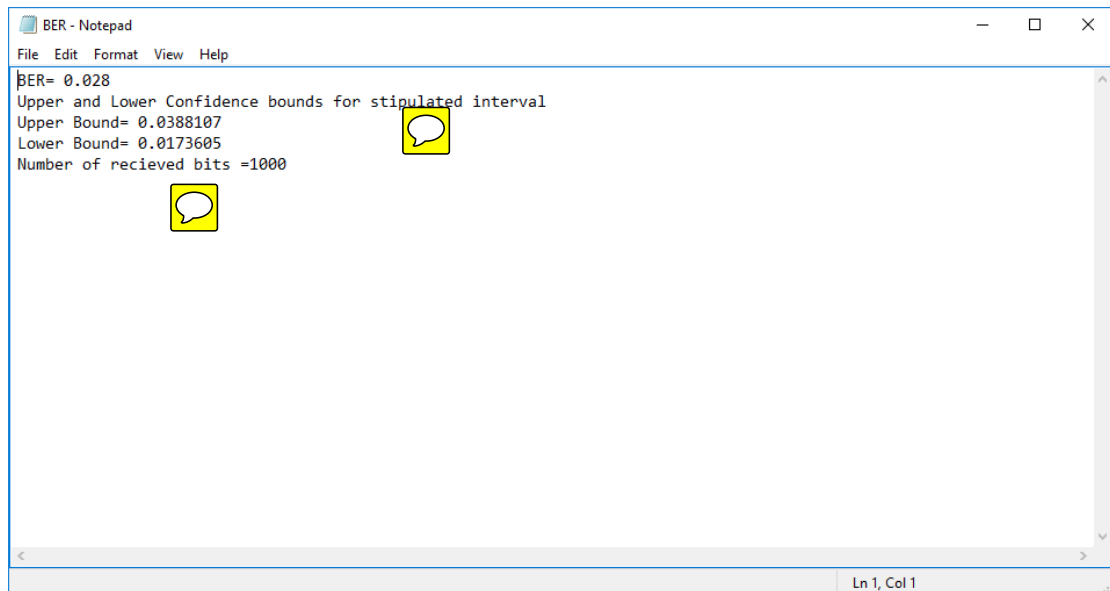 BER - Notepad
File Edit Format View Help
BER= 0.028
Upper and Lower Confidence bounds for stipulated interval
Upper Bound= 0.0388107
Lower Bound= 0.0173605
Number of recieved bits =1000
Ln 1, Col 1